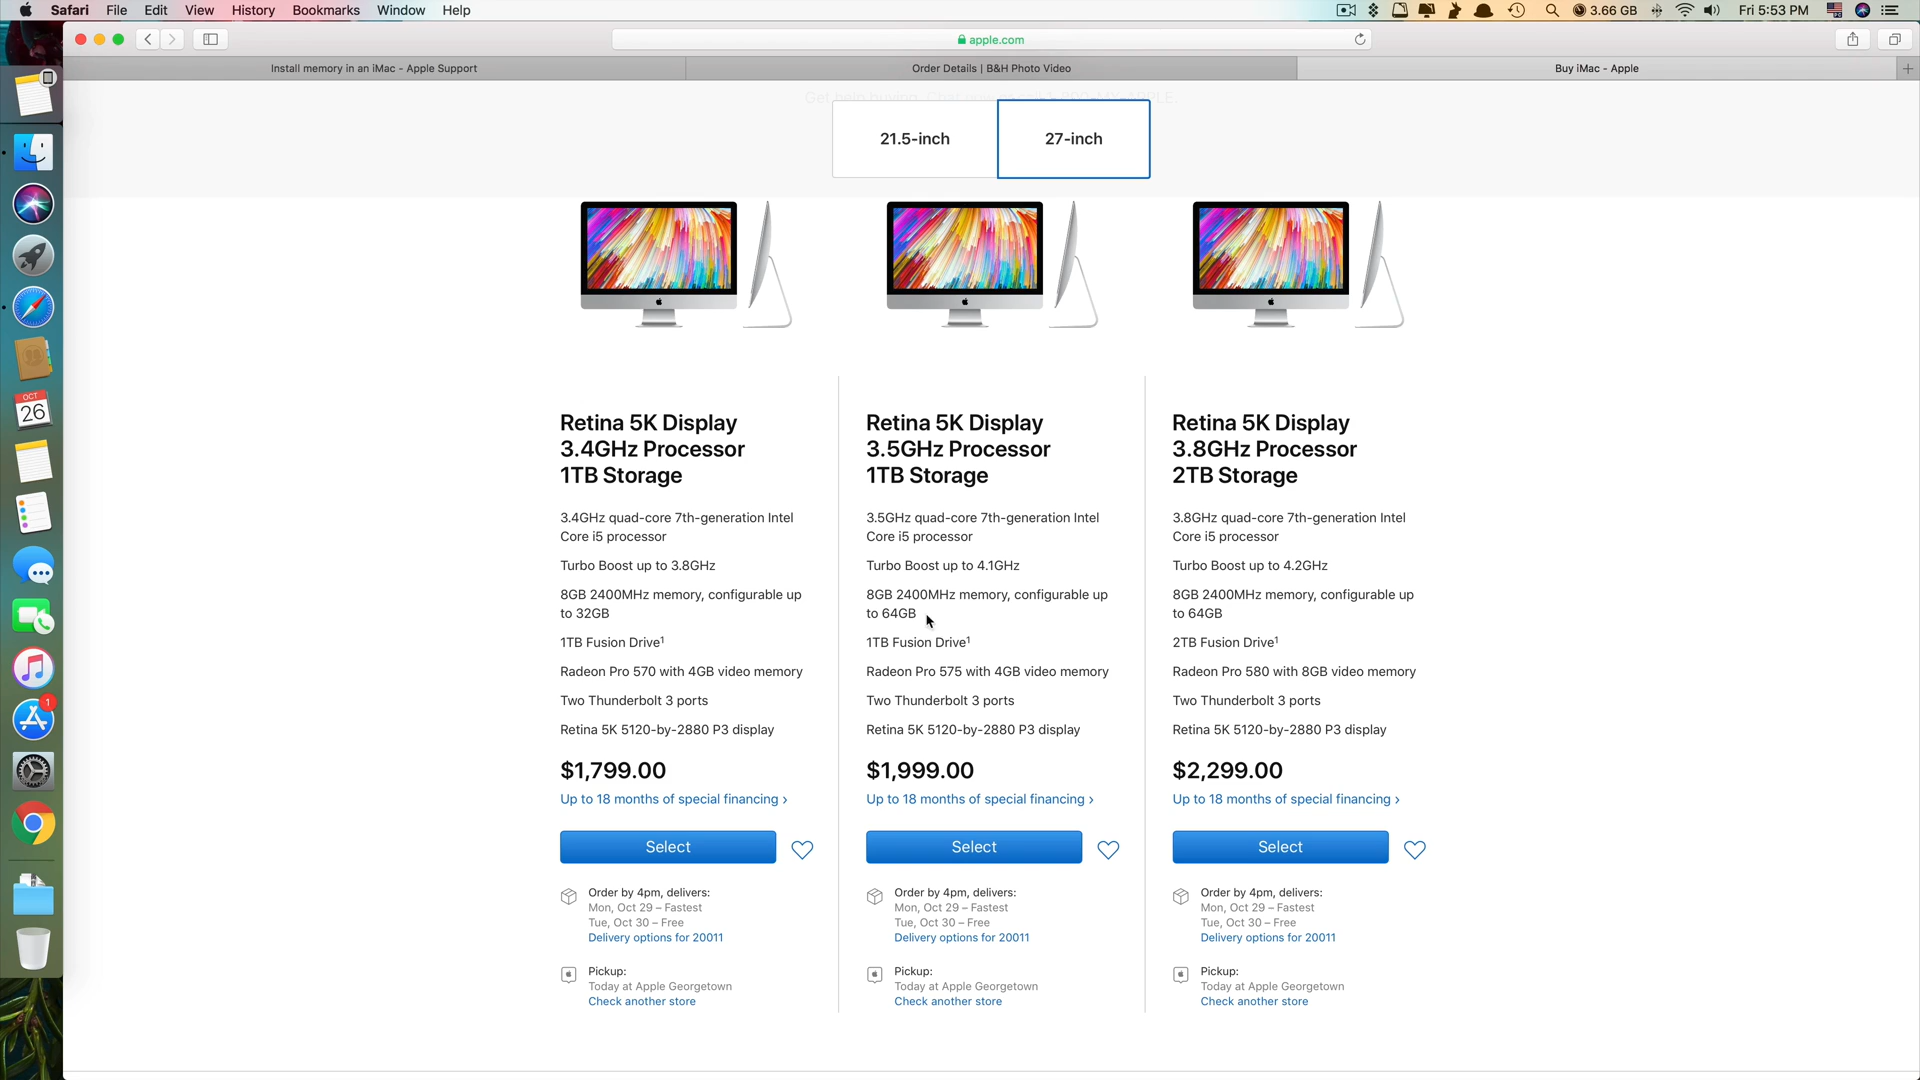 Safari File Edit View History Bookmarks Window Help
3.66 GB
Fri 5:53 PM
apple.com
Install memory in an iMac - Apple Support
Order Details | B&H Photo Video
Buy iMac - Apple
Get help buying.
21.5-inch
27-inch
OCT
26
1
Retina 5K Display
3.4GHz Processor
1TB Storage
3.4GHz quad-core 7th-generation Intel
Core i5 processor
Turbo Boost up to 3.8GHz
8GB 2400MHz memory, configurable up
to 32GB
1TB Fusion Drive¹
Radeon Pro 570 with 4GB video memory
Two Thunderbolt 3 ports
Retina 5K 5120-by-2880 P3 display
$1,799.00
Up to 18 months of special financing ›
Select
Order by 4pm, delivers:
Mon, Oct 29 – Fastest
Tue, Oct 30 – Free
Delivery options for 20011
Pickup:
Today at Apple Georgetown
Check another store
Retina 5K Display
3.5GHz Processor
1TB Storage
3.5GHz quad-core 7th-generation Intel
Core i5 processor
Turbo Boost up to 4.1GHz
8GB 2400MHz memory, configurable up
to 64GB
1TB Fusion Drive¹
Radeon Pro 575 with 4GB video memory
Two Thunderbolt 3 ports
Retina 5K 5120-by-2880 P3 display
$1,999.00
Up to 18 months of special financing ›
Select
Order by 4pm, delivers:
Mon, Oct 29 – Fastest
Tue, Oct 30 – Free
Delivery options for 20011
Pickup:
Today at Apple Georgetown
Check another store
Retina 5K Display
3.8GHz Processor
2TB Storage
3.8GHz quad-core 7th-generation Intel
Core i5 processor
Turbo Boost up to 4.2GHz
8GB 2400MHz memory, configurable up
to 64GB
2TB Fusion Drive¹
Radeon Pro 580 with 8GB video memory
Two Thunderbolt 3 ports
Retina 5K 5120-by-2880 P3 display
$2,299.00
Up to 18 months of special financing ›
Select
Order by 4pm, delivers:
Mon, Oct 29 – Fastest
Tue, Oct 30 – Free
Delivery options for 20011
Pickup:
Today at Apple Georgetown
Check another store